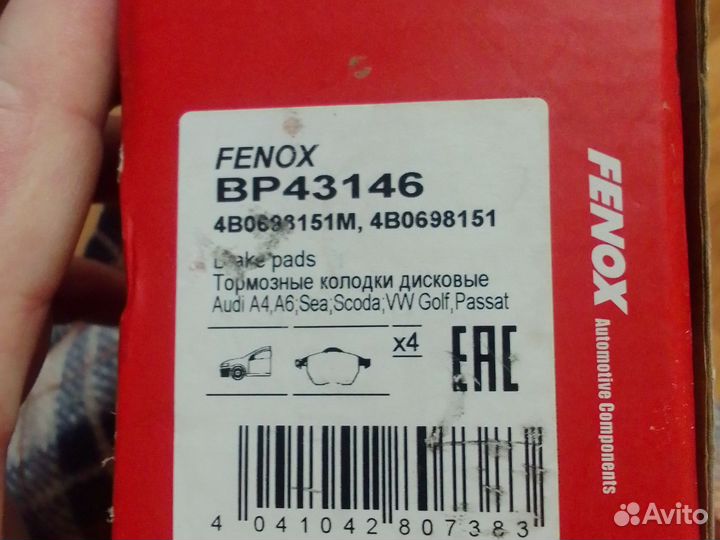 FENOX
BP43146
4B0698151M, 4B0698151
Brake pads
Тормозные колодки дисковые
Audi A4,A6;Sea;Scoda;VW Golf,Passat
x4
EAC
4 041042 807383
FENOX
Automotive Components
Avito